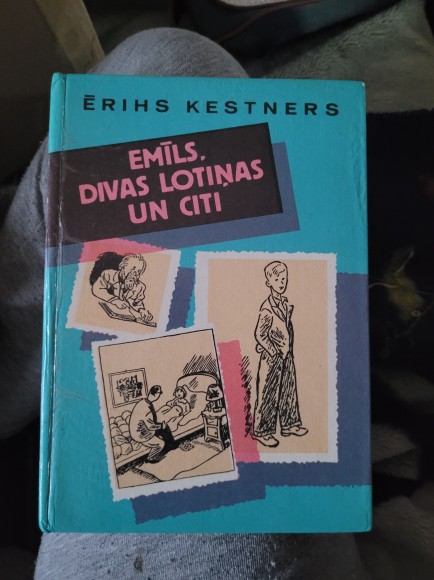 ĒRIHS KESTNERS
EMĪLS,
DIVAS LOTIŅAS
UN CITI